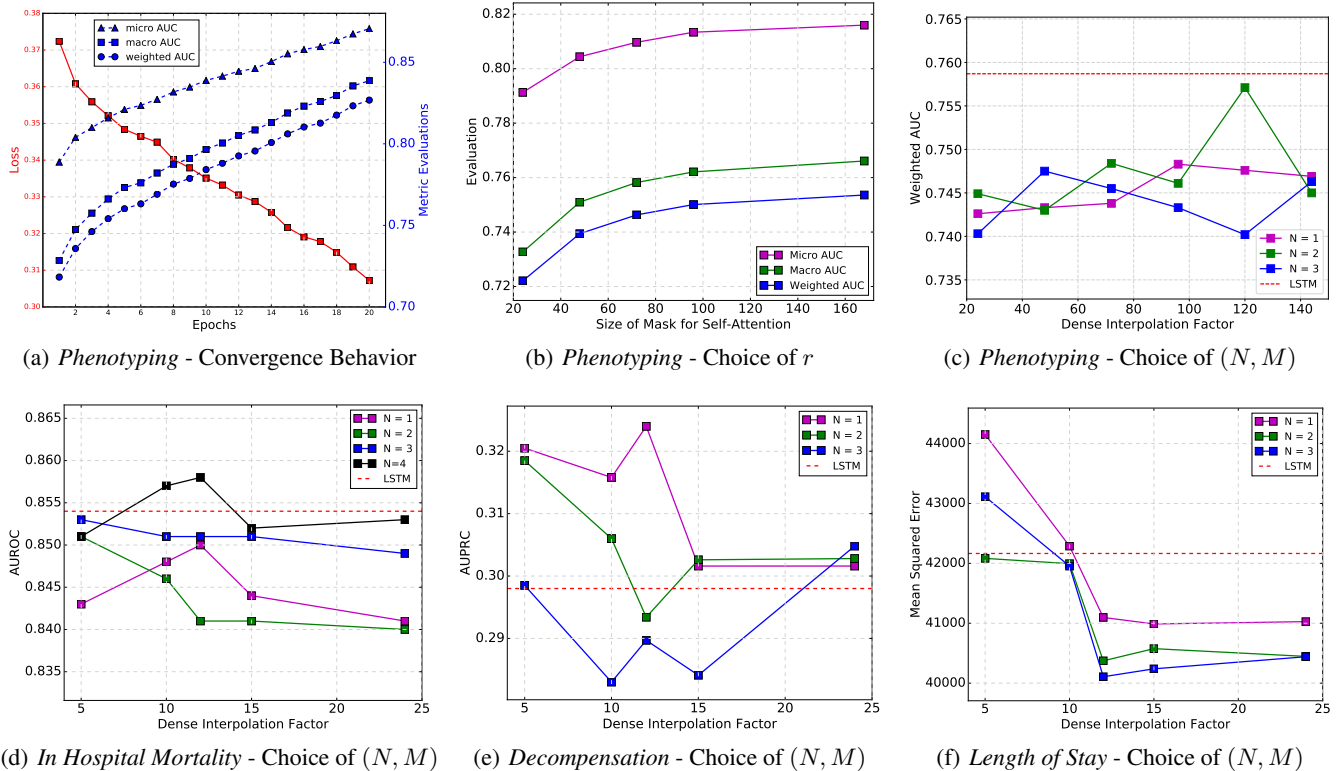 0.38
0.37
0.36
0.35
0.34
0.33
0.32
0.31
0.30
Loss
micro AUC
macro AUC
weighted AUC
0.85
0.80
0.75
0.70
Metric Evaluations
0 2 4 6 8 10 12 14 16 18 20
Epochs
(a) Phenotyping - Convergence Behavior
0.82
0.80
0.78
0.76
0.74
0.72
Evaluation
Micro AUC
Macro AUC
Weighted AUC
20 40 60 80 100 120 140 160
Size of Mask for Self-Attention
(b) Phenotyping - Choice of r
0.765
0.760
0.755
0.750
0.745
0.740
0.735
Weighted AUC
N = 1
N = 2
N = 3
LSTM
40 60 80 100 120 140
Dense Interpolation Factor
(c) Phenotyping - Choice of (N, M)
0.865
0.860
0.855
0.850
0.845
0.840
0.835
AUROC
N = 1
N = 2
N = 3
N=4
LSTM
5 10 15 20 25
Dense Interpolation Factor
(d) In Hospital Mortality - Choice of (N, M)
0.32
0.31
0.30
0.29
AUPRC
N = 1
N = 2
N = 3
LSTM
5 10 15 20 25
Dense Interpolation Factor
(e) Decompensation - Choice of (N, M)
44000
43000
42000
41000
40000
Mean Squared Error
N = 1
N = 2
N = 3
LSTM
5 10 15 20 25
Dense Interpolation Factor
(f) Length of Stay - Choice of (N, M)